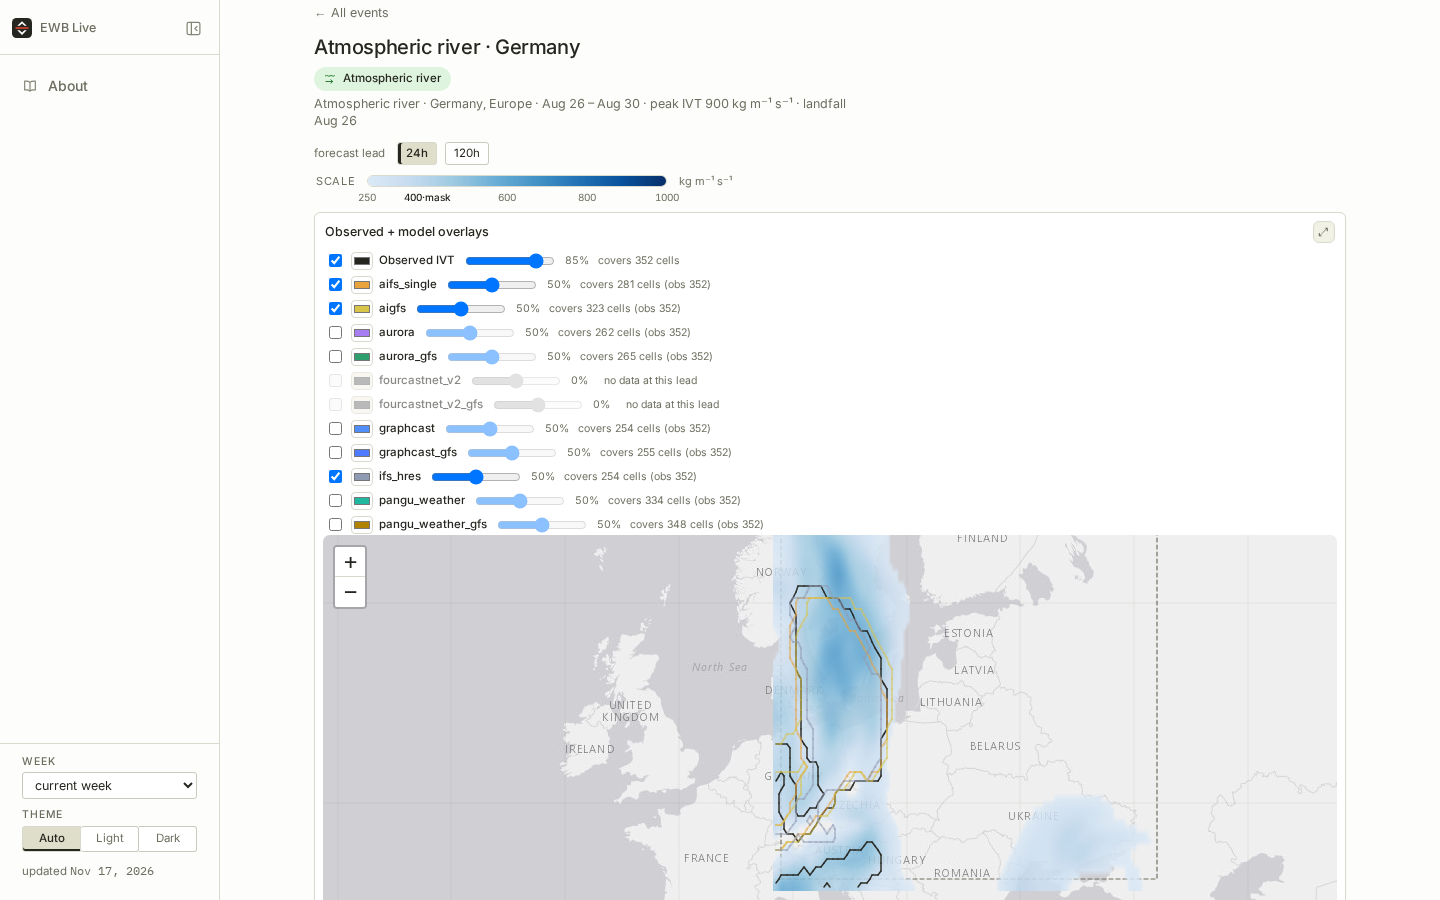 EWB Live
About
WEEK
current week
THEME
Auto
Light
Dark
updated Nov 17, 2026
← All events
Atmospheric river · Germany
Atmospheric river
Atmospheric river · Germany, Europe · Aug 26 – Aug 30 · peak IVT 900 kg m⁻¹ s⁻¹ · landfall
Aug 26
forecast lead 24h 120h
SCALE kg m⁻¹ s⁻¹
250 400·mask 600 800 1000
Observed + model overlays
Observed IVT 85% covers 352 cells
aifs_single 50% covers 281 cells (obs 352)
aigfs 50% covers 323 cells (obs 352)
aurora 50% covers 262 cells (obs 352)
aurora_gfs 50% covers 265 cells (obs 352)
fourcastnet_v2 0% no data at this lead
fourcastnet_v2_gfs 0% no data at this lead
graphcast 50% covers 254 cells (obs 352)
graphcast_gfs 50% covers 255 cells (obs 352)
ifs_hres 50% covers 254 cells (obs 352)
pangu_weather 50% covers 334 cells (obs 352)
pangu_weather_gfs 50% covers 348 cells (obs 352)
+
−
FINLAND
NORWAY
ESTONIA
North Sea
LATVIA
DENMARK
LITHUANIA
UNITED
KINGDOM
IRELAND
BELARUS
UKRAINE
FRANCE
HUNGARY
ROMANIA